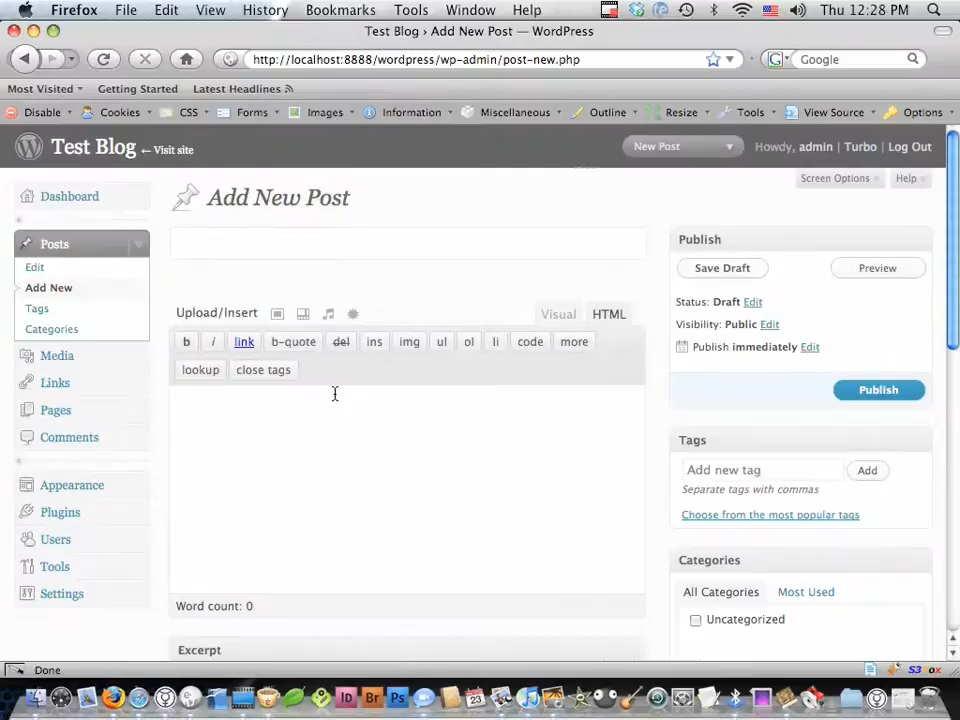 Firefox File Edit View History Bookmarks Tools Window Help Thu 12:28 PM
Test Blog › Add New Post — WordPress
http://localhost:8888/wordpress/wp-admin/post-new.php Google
Most Visited Getting Started Latest Headlines
Disable Cookies CSS Forms Images Information Miscellaneous Outline Resize Tools View Source Options
Test Blog ← Visit site New Post Howdy, admin | Turbo | Log Out
Screen Options Help
Dashboard Add New Post
Posts
Edit
Add New
Tags
Categories
Media
Links
Pages
Comments
Appearance
Plugins
Users
Tools
Settings
Upload/Insert Visual HTML
b i link b-quote del ins img ul ol li code more
lookup close tags
Word count: 0
Excerpt
Publish
Save Draft Preview
Status: Draft Edit
Visibility: Public Edit
Publish immediately Edit
Publish
Tags
Add new tag Add
Separate tags with commas
Choose from the most popular tags
Categories
All Categories Most Used
Uncategorized
Done S3Fox
23 Id Br Ps